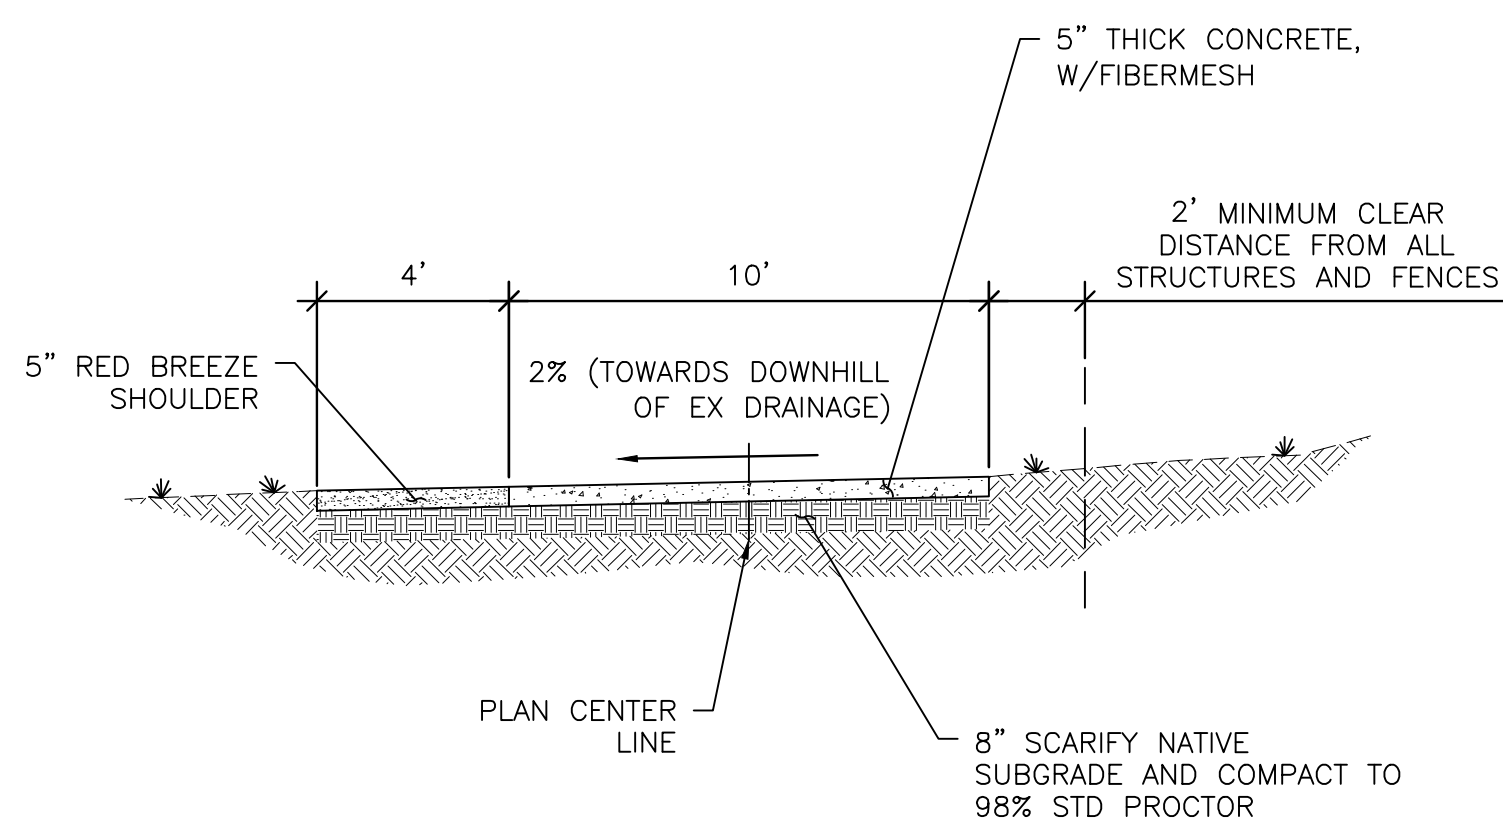 5” THICK CONCRETE,
W/FIBERMESH
2’ MINIMUM CLEAR
DISTANCE FROM ALL
STRUCTURES AND FENCES
4’
10’
5” RED BREEZE
SHOULDER
2% (TOWARDS DOWNHILL
OF EX DRAINAGE)
PLAN CENTER
LINE
8” SCARIFY NATIVE
SUBGRADE AND COMPACT TO
98% STD PROCTOR